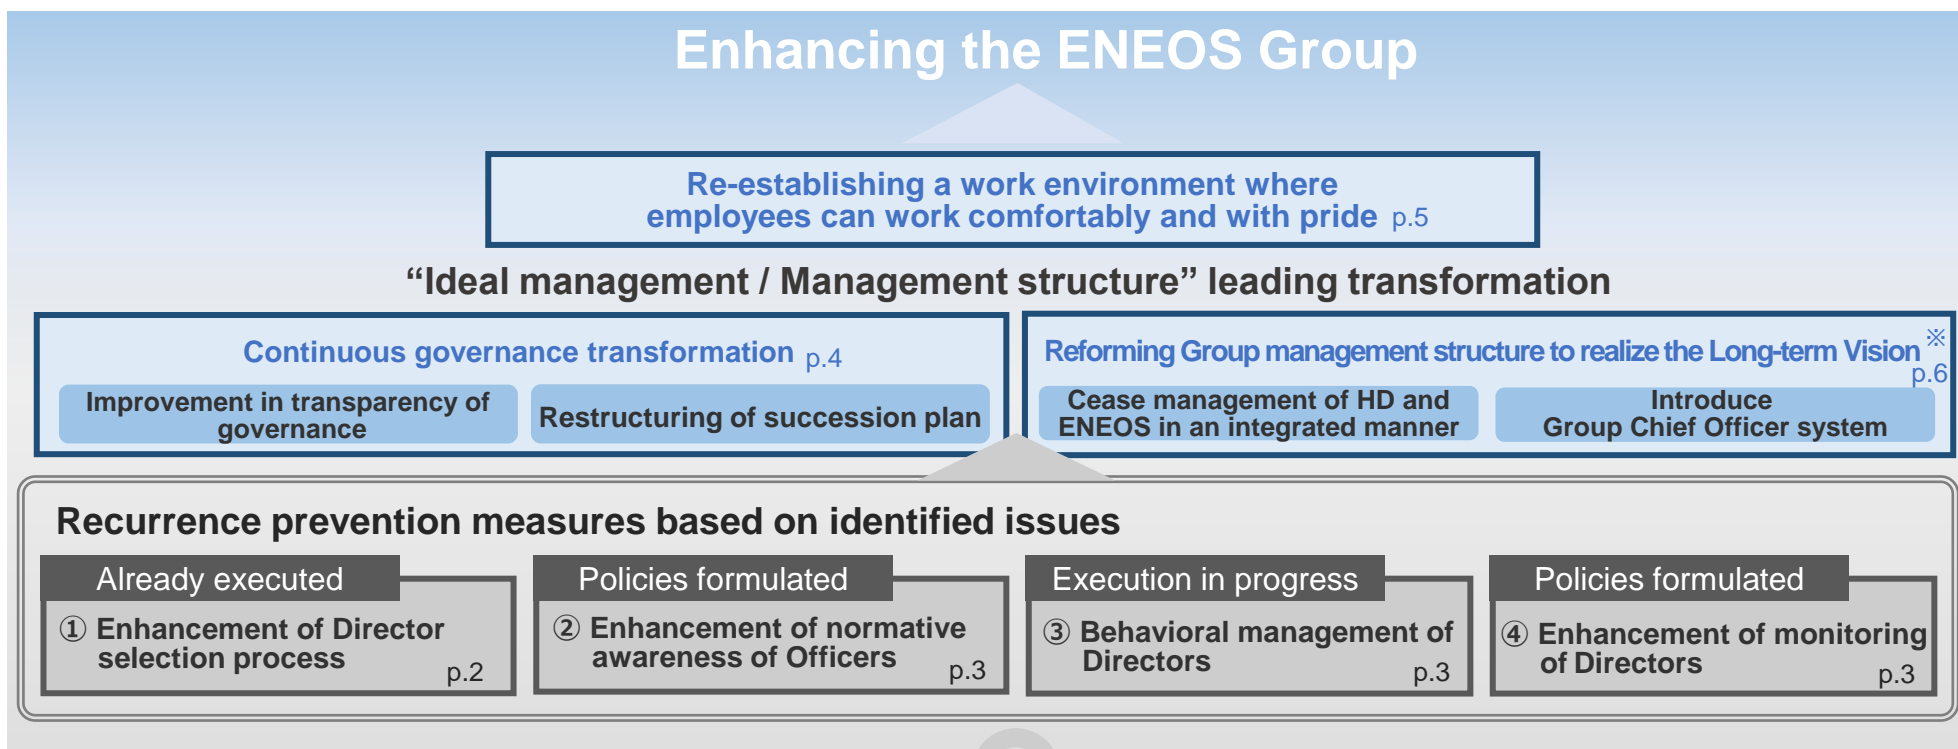 Enhancing the ENEOS Group
Re-establishing a work environment where
employees can work comfortably and with pride p.5
“Ideal management / Management structure” leading transformation
Continuous governance transformation p.4
Improvement in transparency of
governance
Restructuring of succession plan
Reforming Group management structure to realize the Long-term Vision※
p.6
Cease management of HD and
ENEOS in an integrated manner
Introduce
Group Chief Officer system
Recurrence prevention measures based on identified issues
Already executed
① Enhancement of Director
selection process
p.2
Policies formulated
② Enhancement of normative
awareness of Officers
p.3
Execution in progress
③ Behavioral management of
Directors
p.3
Policies formulated
④ Enhancement of monitoring
of Directors
p.3